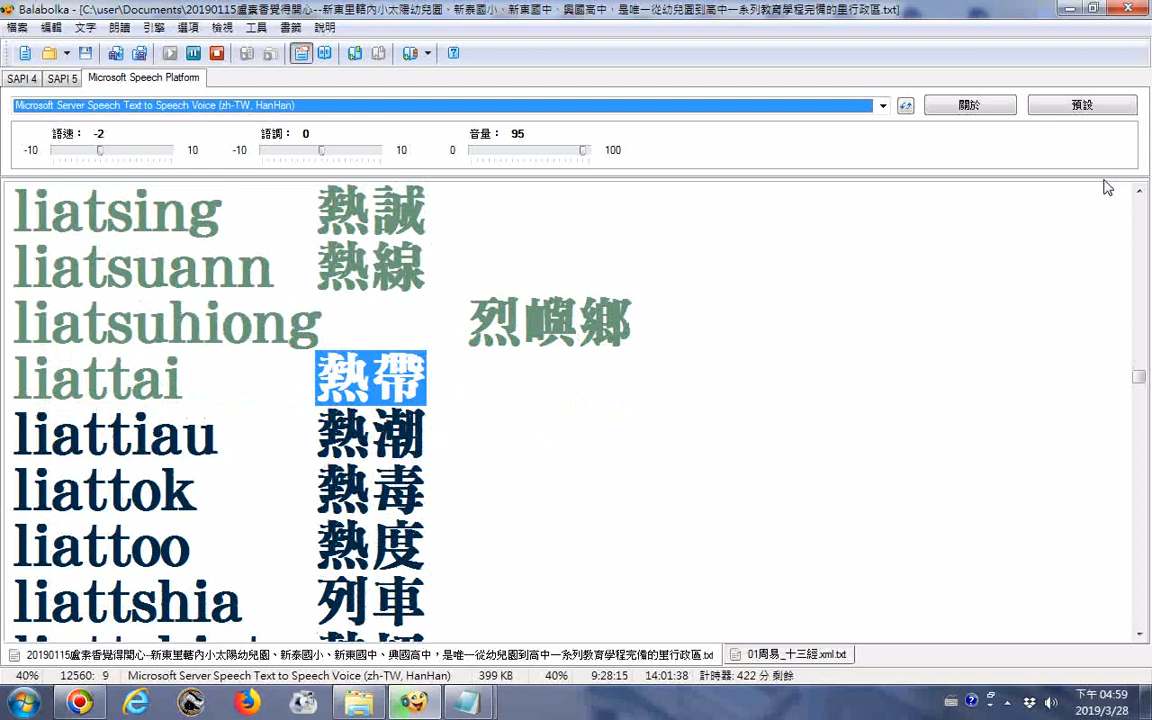 Balabolka - [C:\user\Documents\20190115盧素香覺得開心--新東里轄內小太陽幼兒園、新泰國小、新東國中、興國高中，是唯一從幼兒園到高中一系列教育學程完備的里行政區.txt]
檔案 編輯 文字 朗讀 引擎 選項 檢視 工具 書籤 說明
SAPI 4 SAPI 5 Microsoft Speech Platform
Microsoft Server Speech Text to Speech Voice (zh-TW, HanHan) 關於 預設
語速： -2 語調： 0 音量： 95
-10 10 -10 10 0 100
liatsing 熱誠
liatsuann 熱線
liatsuhiong 烈嶼鄉
liattai 熱帶
liattiau 熱潮
liattok 熱毒
liattoo 熱度
liattshia 列車
20190115盧素香覺得開心--新東里轄內小太陽幼兒園、新泰國小、新東國中、興國高中，是唯一從幼兒園到高中一系列教育學程完備的里行政區.txt 01周易_十三經.xml.txt
40% 12560: 9 Microsoft Server Speech Text to Speech Voice (zh-TW, HanHan) 399 KB 40% 9:28:15 14:01:38 計時器: 422 分 剩餘
下午 04:59
2019/3/28